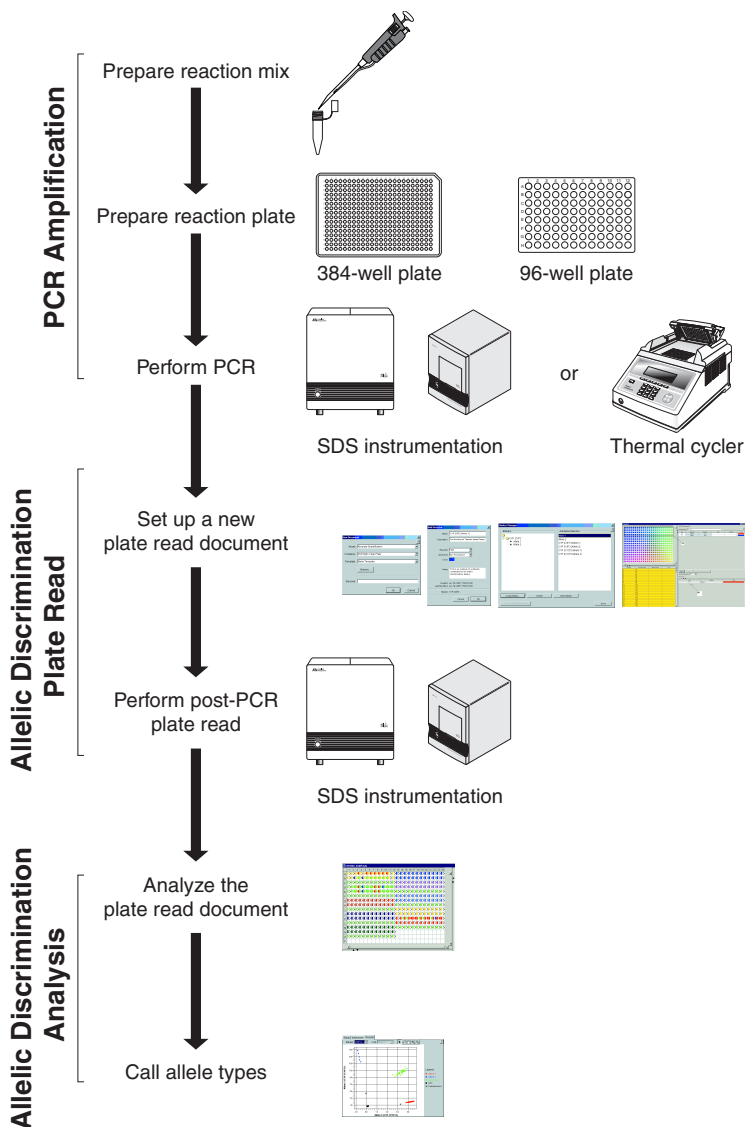 PCR Amplification
Prepare reaction mix
Prepare reaction plate
384-well plate
96-well plate
Perform PCR
SDS instrumentation
or
Thermal cycler
Allelic Discrimination
Plate Read
Set up a new
plate read document
Perform post-PCR
plate read
SDS instrumentation
Allelic Discrimination
Analysis
Analyze the
plate read document
Call allele types